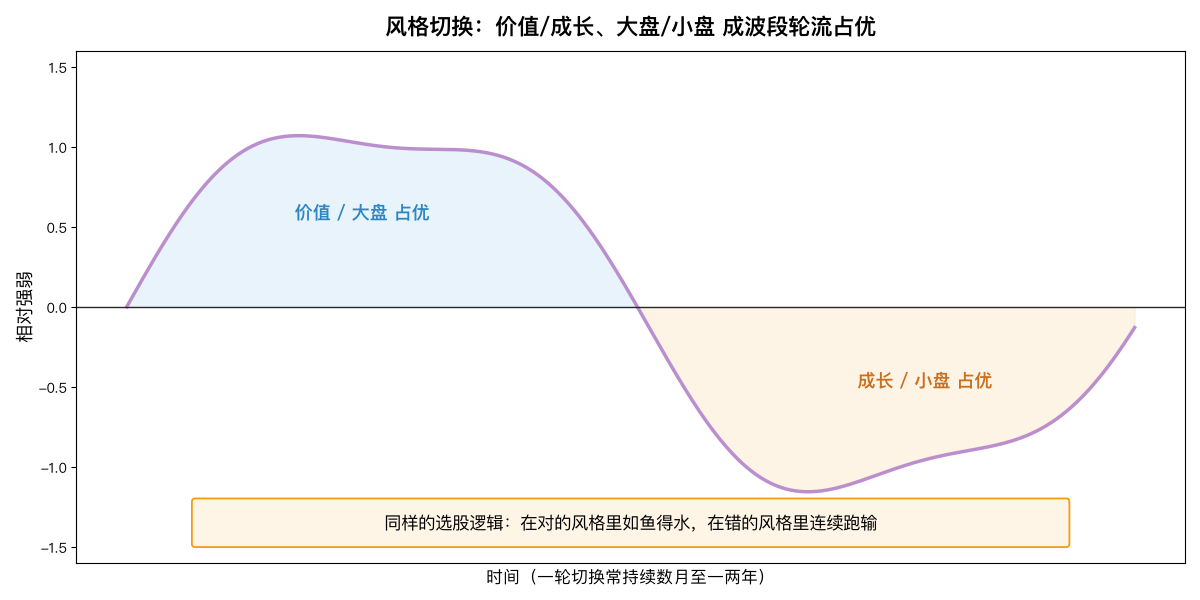 风格切换：价值/成长、大盘/小盘 成波段轮流占优
1.5
1.0
0.5
0.0
−0.5
−1.0
−1.5
相对强弱
价值 / 大盘 占优
成长 / 小盘 占优
同样的选股逻辑：在对的风格里如鱼得水，在错的风格里连续跑输
时间（一轮切换常持续数月至一两年）